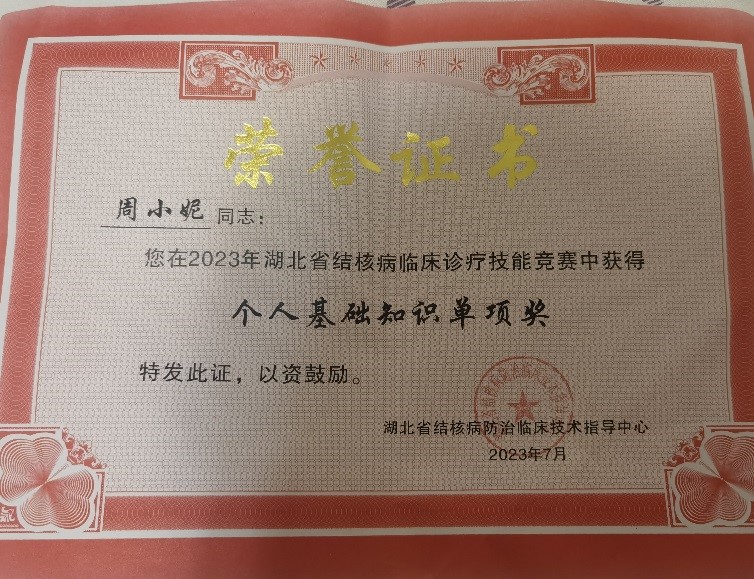 荣誉证书
周小妮 同志：
您在2023年湖北省结核病临床诊疗技能竞赛中获得
个人基础知识单项奖
特发此证，以资鼓励。
湖北省结核病防治临床技术指导中心
2023年7月